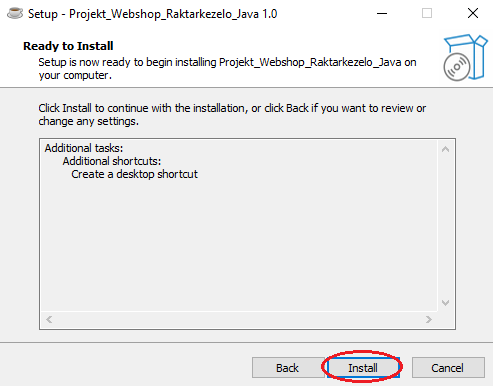 Setup - Projekt_Webshop_Raktarkezelo_Java 1.0
Ready to Install
Setup is now ready to begin installing Projekt_Webshop_Raktarkezelo_Java on
your computer.
Click Install to continue with the installation, or click Back if you want to review or
change any settings.
Additional tasks:
Additional shortcuts:
Create a desktop shortcut
Back Install Cancel